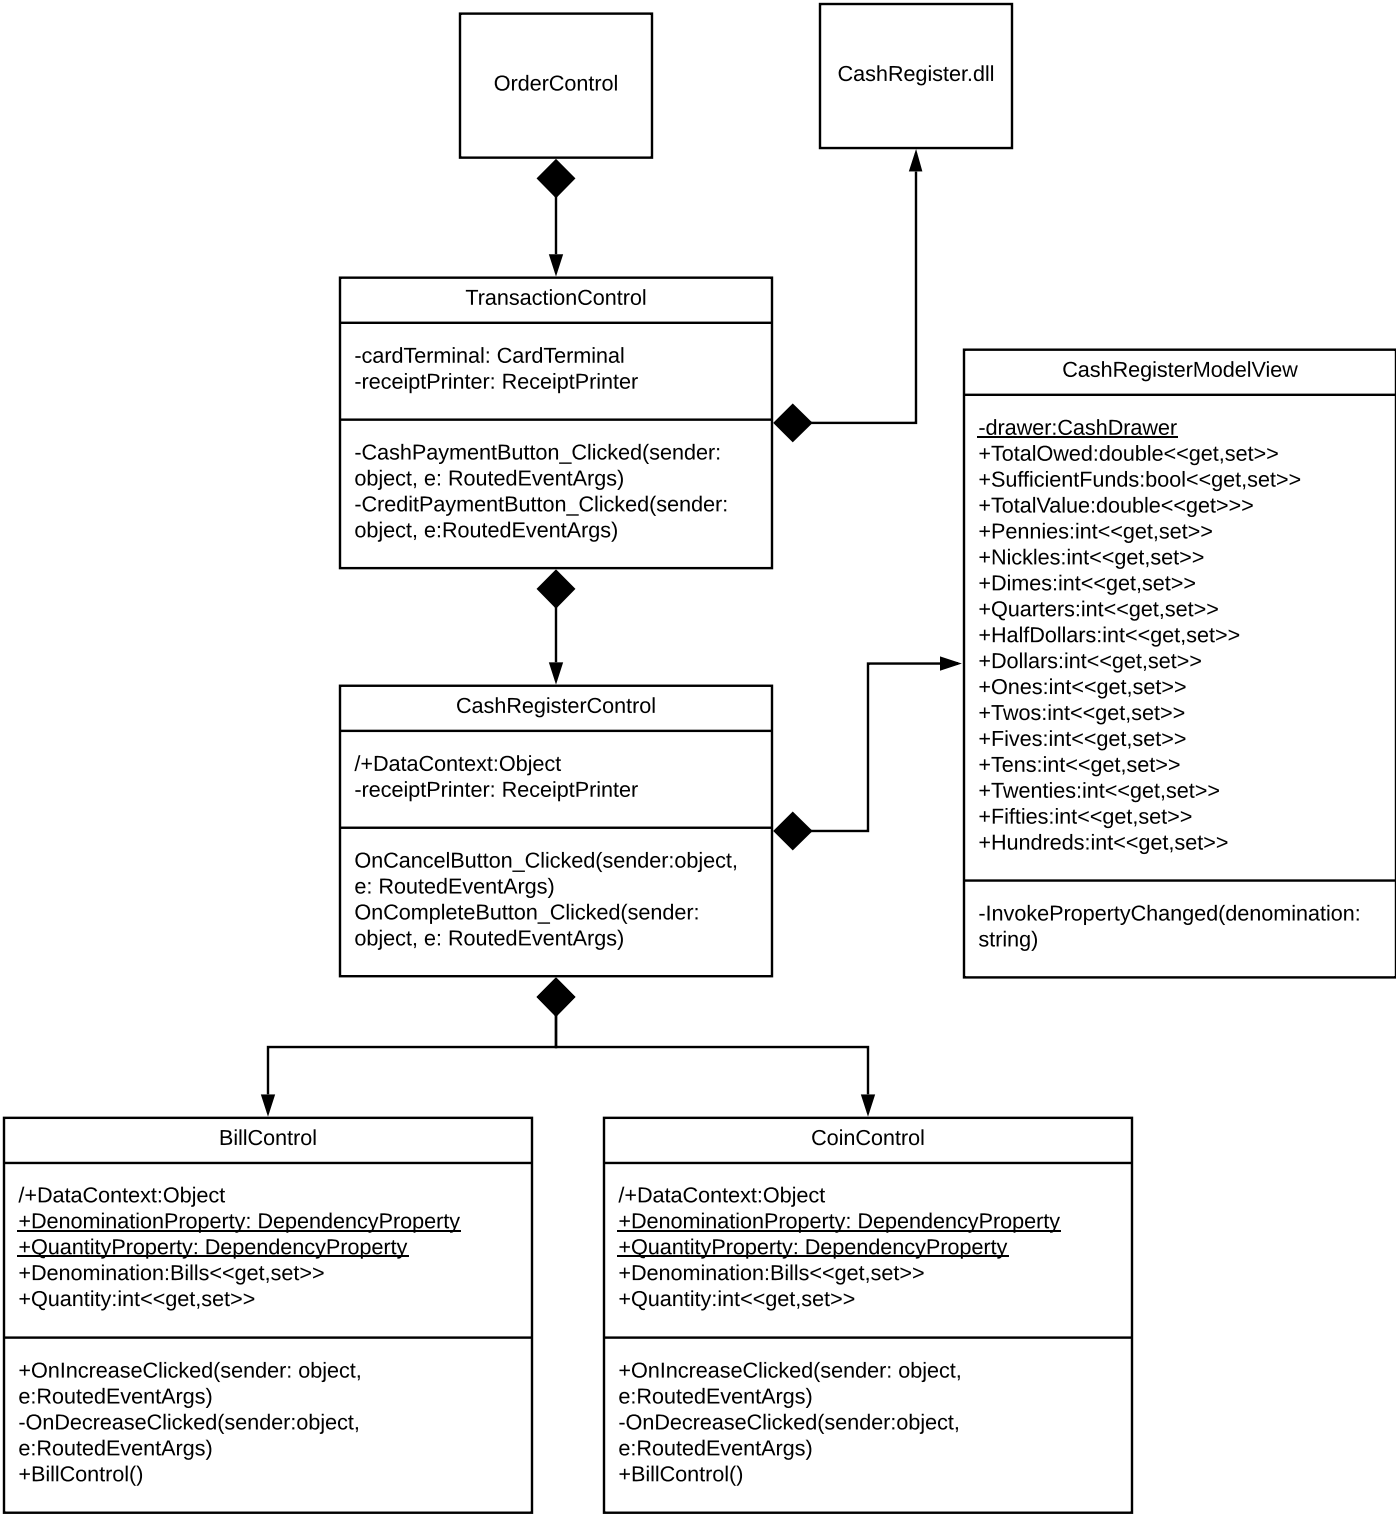 OrderControl
CashRegister.dll
TransactionControl
-cardTerminal: CardTerminal
-receiptPrinter: ReceiptPrinter
-CashPaymentButton_Clicked(sender:
object, e: RoutedEventArgs)
-CreditPaymentButton_Clicked(sender:
object, e:RoutedEventArgs)
CashRegisterModelView
-drawer:CashDrawer
+TotalOwed:double<<get,set>>
+SufficientFunds:bool<<get,set>>
+TotalValue:double<<get>>>
+Pennies:int<<get,set>>
+Nickles:int<<get,set>>
+Dimes:int<<get,set>>
+Quarters:int<<get,set>>
+HalfDollars:int<<get,set>>
+Dollars:int<<get,set>>
+Ones:int<<get,set>>
+Twos:int<<get,set>>
+Fives:int<<get,set>>
+Tens:int<<get,set>>
+Twenties:int<<get,set>>
+Fifties:int<<get,set>>
+Hundreds:int<<get,set>>
-InvokePropertyChanged(denomination:
string)
CashRegisterControl
/+DataContext:Object
-receiptPrinter: ReceiptPrinter
OnCancelButton_Clicked(sender:object,
e: RoutedEventArgs)
OnCompleteButton_Clicked(sender:
object, e: RoutedEventArgs)
BillControl
/+DataContext:Object
+DenominationProperty: DependencyProperty
+QuantityProperty: DependencyProperty
+Denomination:Bills<<get,set>>
+Quantity:int<<get,set>>
+OnIncreaseClicked(sender: object,
e:RoutedEventArgs)
-OnDecreaseClicked(sender:object,
e:RoutedEventArgs)
+BillControl()
CoinControl
/+DataContext:Object
+DenominationProperty: DependencyProperty
+QuantityProperty: DependencyProperty
+Denomination:Bills<<get,set>>
+Quantity:int<<get,set>>
+OnIncreaseClicked(sender: object,
e:RoutedEventArgs)
-OnDecreaseClicked(sender:object,
e:RoutedEventArgs)
+BillControl()